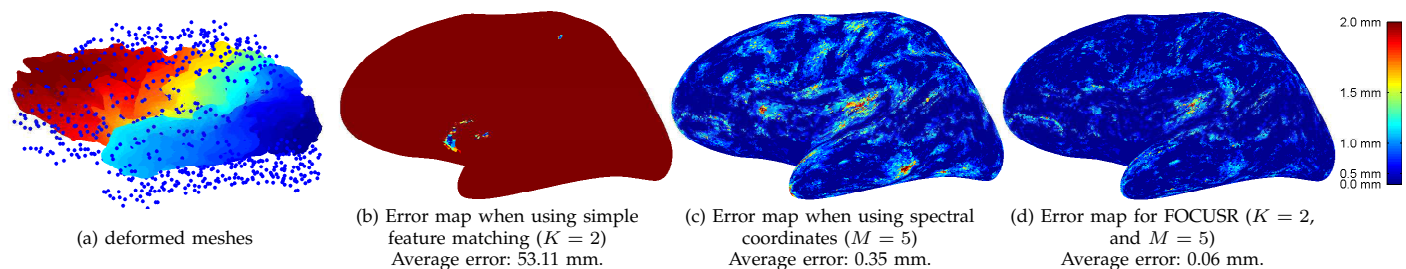 2.0 mm
1.5 mm
1.0 mm
0.5 mm
0.0 mm
(a) deformed meshes
(b) Error map when using simple
feature matching (K = 2)
Average error: 53.11 mm.
(c) Error map when using spectral
coordinates (M = 5)
Average error: 0.35 mm.
(d) Error map for FOCUSR (K = 2,
and M = 5)
Average error: 0.06 mm.